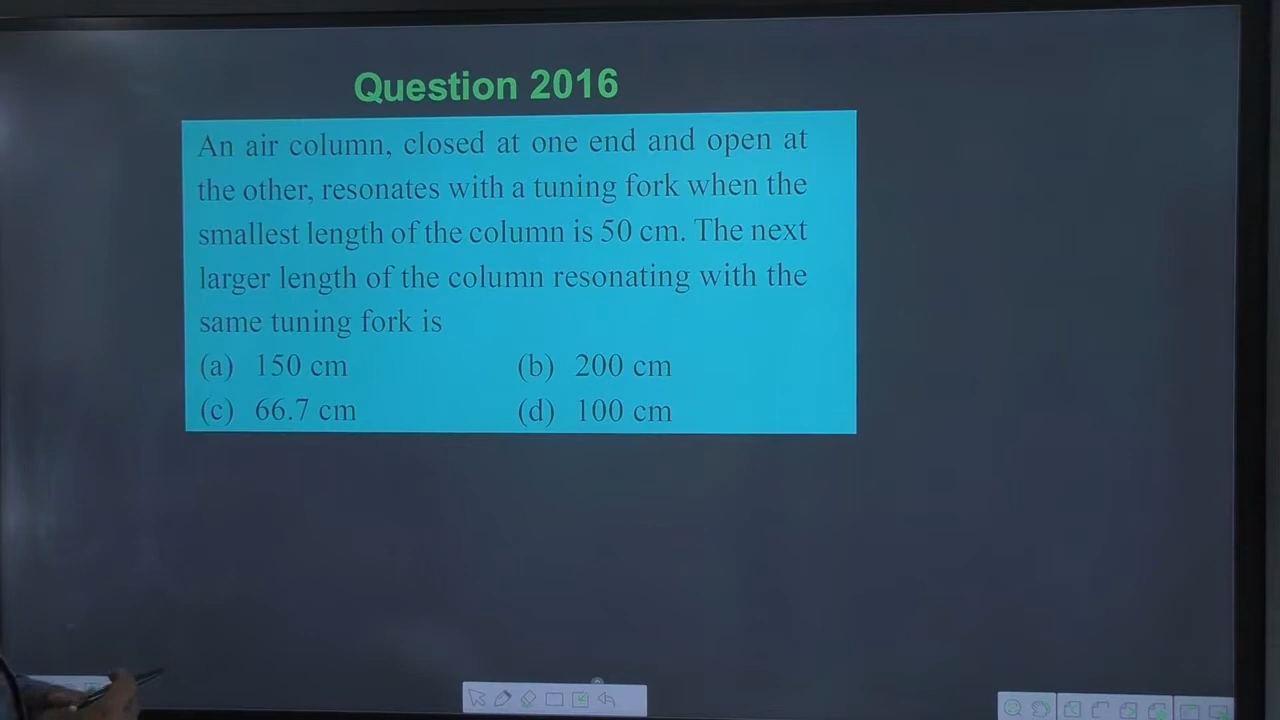 Question 2016
An air column, closed at one end and open at
the other, resonates with a tuning fork when the
smallest length of the column is 50 cm. The next
larger length of the column resonating with the
same tuning fork is
(a) 150 cm (b) 200 cm
(c) 66.7 cm (d) 100 cm